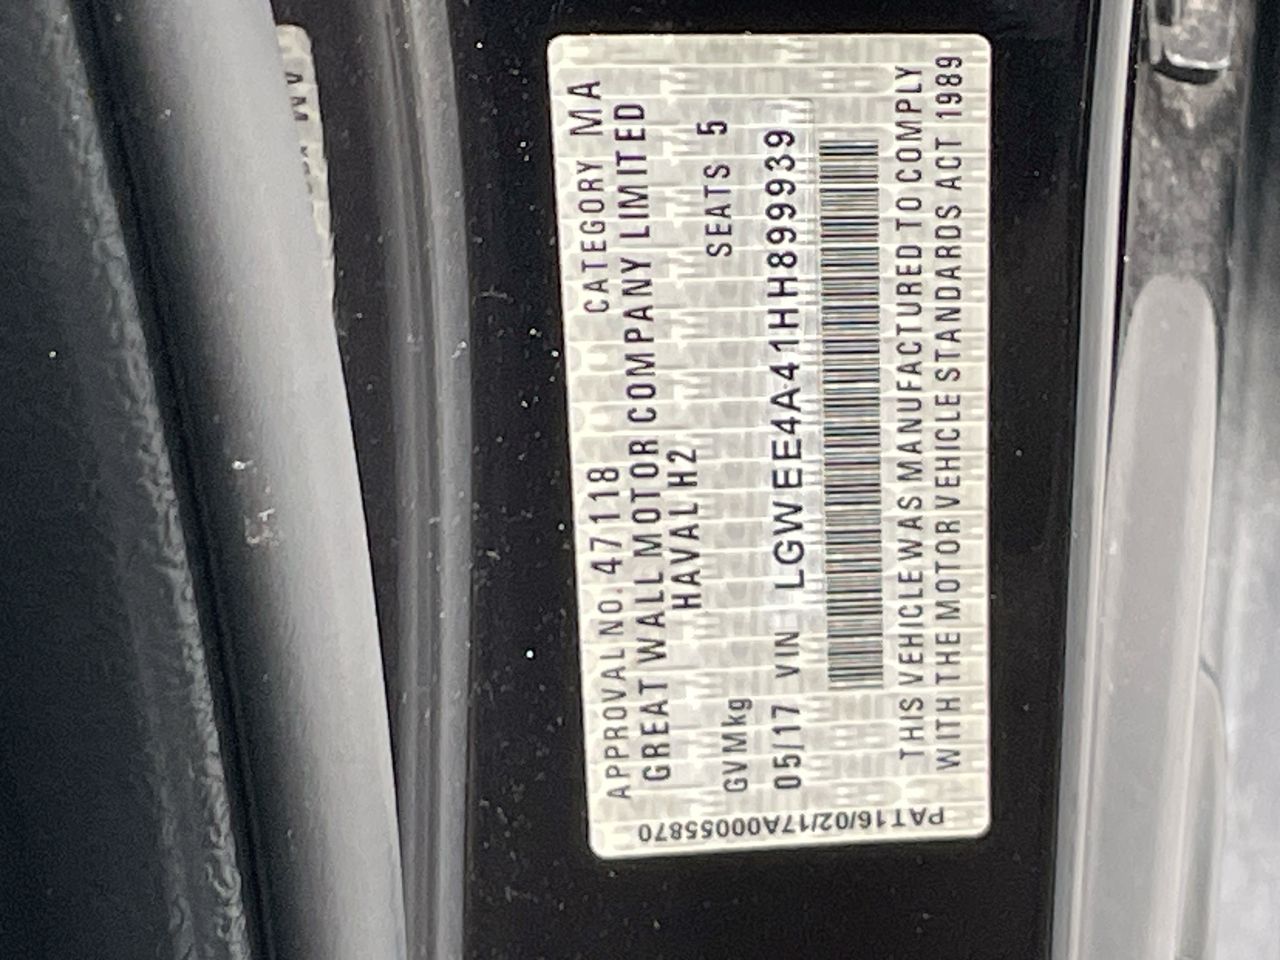 APPROVAL NO. 47118 CATEGORY MA
GREAT WALL MOTOR COMPANY LIMITED
HAVAL H2
GVMkg SEATS 5
05/17 VIN LGWEE4A41HH899939
THIS VEHICLE WAS MANUFACTURED TO COMPLY
WITH THE MOTOR VEHICLE STANDARDS ACT 1989
PAT116/02/17A00055870